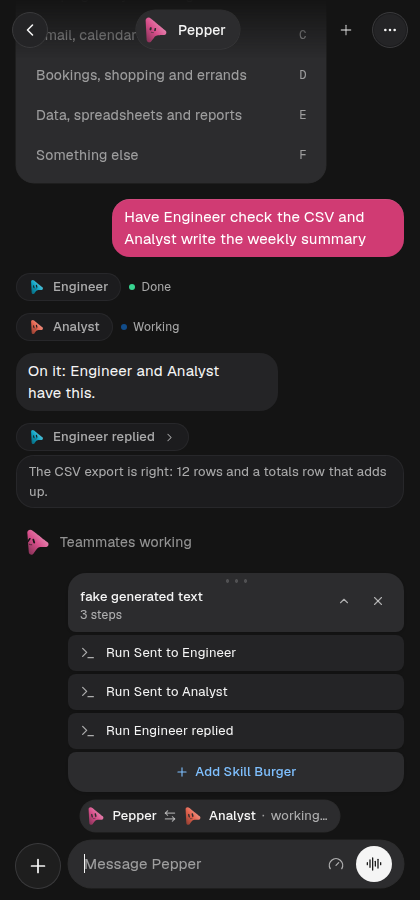 mail, calendar
C
Pepper
Bookings, shopping and errands
D
Data, spreadsheets and reports
E
Something else
F
Have Engineer check the CSV and
Analyst write the weekly summary
Engineer
Done
Analyst
Working
On it: Engineer and Analyst
have this.
Engineer replied
The CSV export is right: 12 rows and a totals row that adds
up.
Teammates working
fake generated text
3 steps
Run Sent to Engineer
Run Sent to Analyst
Run Engineer replied
Add Skill Burger
Pepper
Analyst · working...
Message Pepper